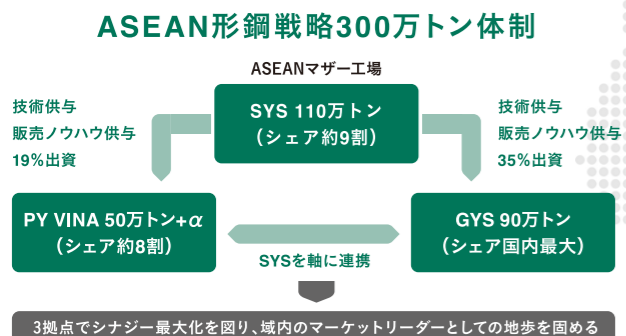 ASEAN形鋼戦略300万トン体制
ASEANマザー工場
SYS 110万トン
（シェア約9割）
技術供与
販売ノウハウ供与
19%出資
技術供与
販売ノウハウ供与
35%出資
PY VINA 50万トン+α
（シェア約8割）
GYS 90万トン
（シェア国内最大）
SYSを軸に連携
3拠点でシナジー最大化を図り、域内のマーケットリーダーとしての地歩を固める